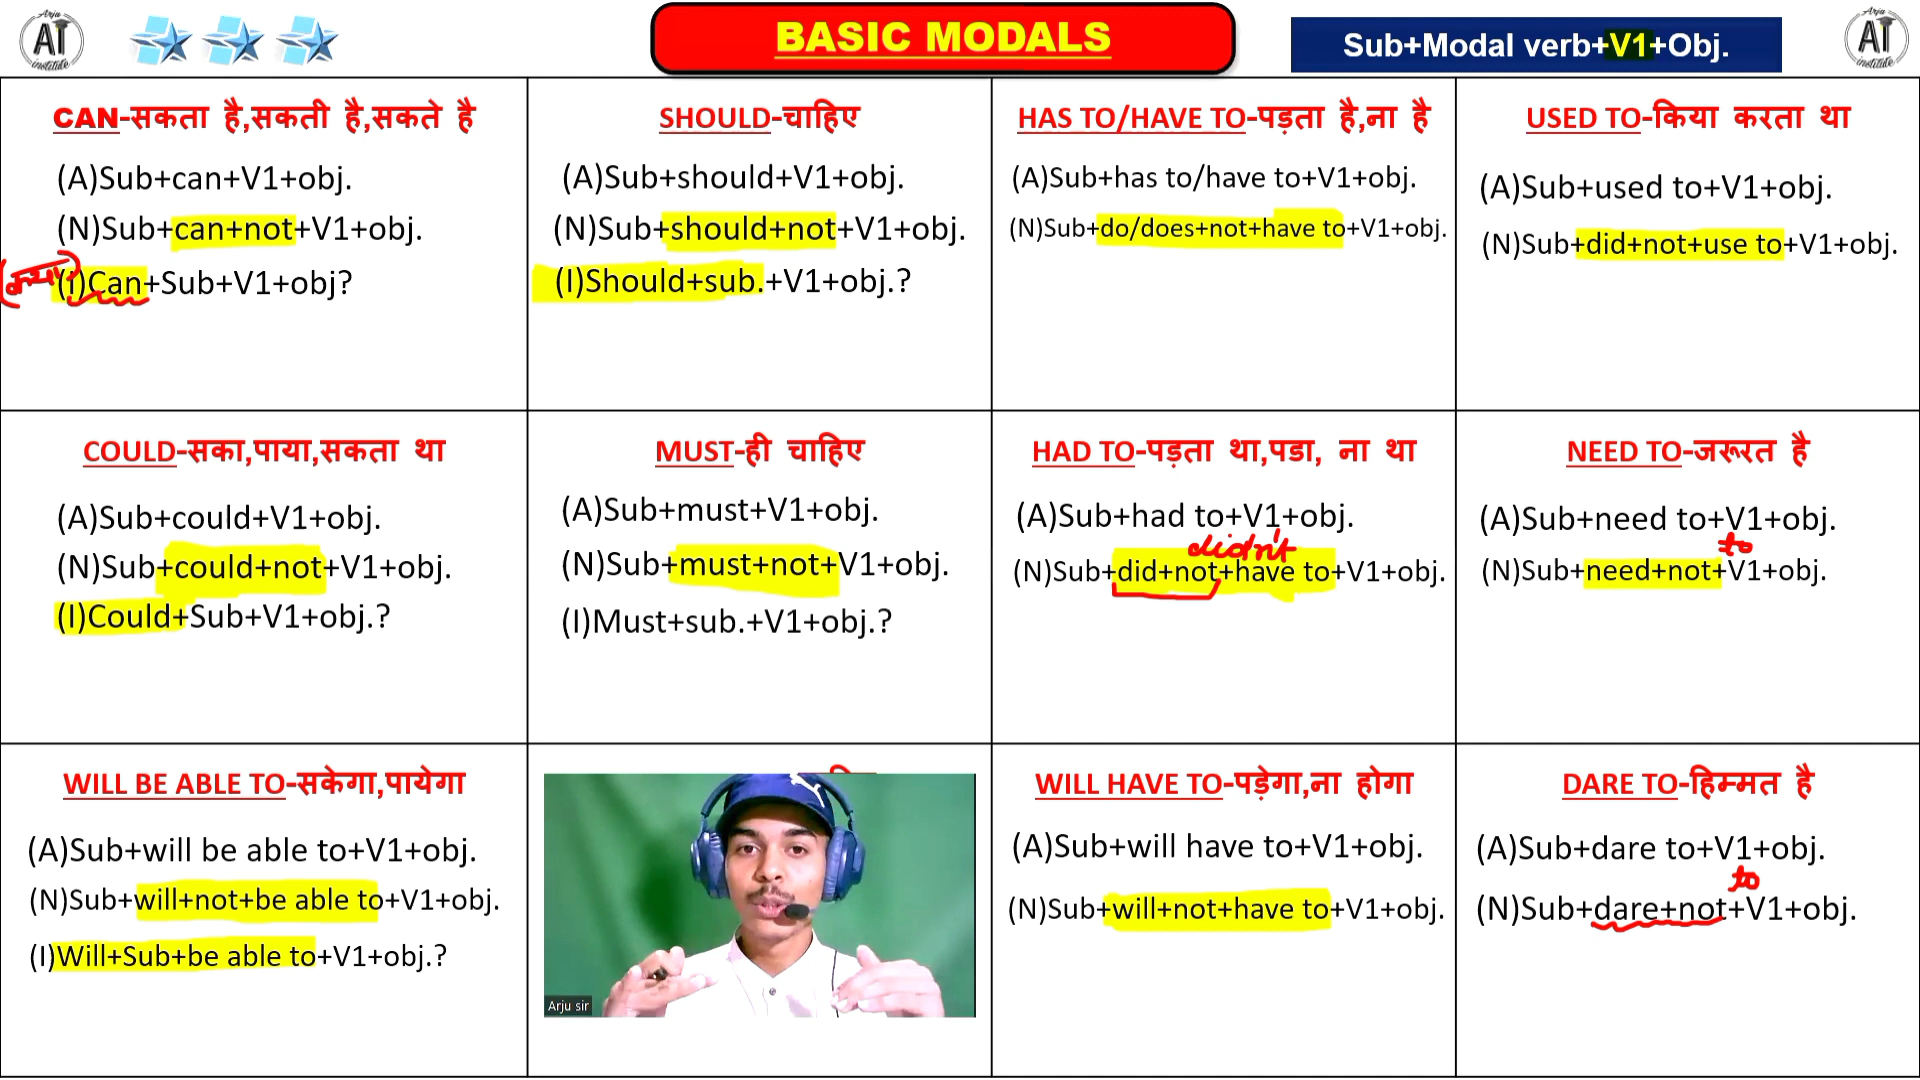 Arju
AT
institute
BASIC MODALS
Sub+Modal verb+V1+Obj.
Arju
AT
institute
CAN-सकता है,सकती है,सकते है
(A)Sub+can+V1+obj.
(N)Sub+can+not+V1+obj.
(I)Can+Sub+V1+obj?
SHOULD-चाहिए
(A)Sub+should+V1+obj.
(N)Sub+should+not+V1+obj.
(I)Should+sub.+V1+obj.?
HAS TO/HAVE TO-पड़ता है,ना है
(A)Sub+has to/have to+V1+obj.
(N)Sub+do/does+not+have to+V1+obj.
USED TO-किया करता था
(A)Sub+used to+V1+obj.
(N)Sub+did+not+use to+V1+obj.
COULD-सका,पाया,सकता था
(A)Sub+could+V1+obj.
(N)Sub+could+not+V1+obj.
(I)Could+Sub+V1+obj.?
MUST-ही चाहिए
(A)Sub+must+V1+obj.
(N)Sub+must+not+V1+obj.
(I)Must+sub.+V1+obj.?
HAD TO-पड़ता था,पडा, ना था
(A)Sub+had to+V1+obj.
didn't
(N)Sub+did+not+have to+V1+obj.
NEED TO-जरूरत है
(A)Sub+need to+V1+obj.
to
(N)Sub+need+not+V1+obj.
WILL BE ABLE TO-सकेगा,पायेगा
(A)Sub+will be able to+V1+obj.
(N)Sub+will+not+be able to+V1+obj.
(I)Will+Sub+be able to+V1+obj.?
Arju sir
WILL HAVE TO-पड़ेगा,ना होगा
(A)Sub+will have to+V1+obj.
(N)Sub+will+not+have to+V1+obj.
DARE TO-हिम्मत है
(A)Sub+dare to+V1+obj.
to
(N)Sub+dare+not+V1+obj.